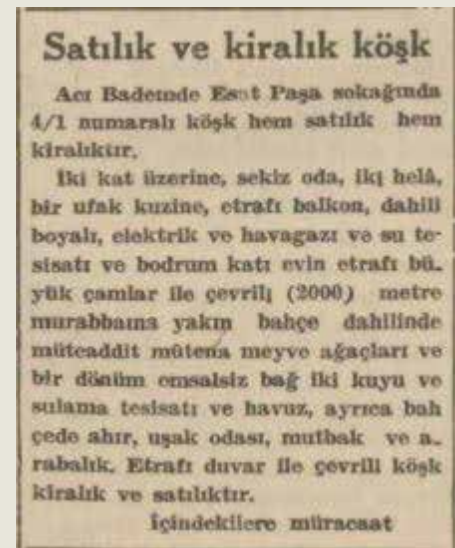 Satılık ve kiralık köşk
Acı Bademde Esat Paşa sokağında
4/1 numaralı köşk hem satılık hem
kiralıktır.
İki kat üzerine, sekiz oda, iki helâ,
bir ufak kuzine, etrafı balkon, dahili
boyalı, elektrik ve havagazı ve su te-
sisatı ve bodrum katı evin etrafı bü-
yük çamlar ile çevrili (2000) metre
murabbaına yakın bahçe dahilinde
müteaddit mütena meyve ağaçları ve
bir dönüm emsalsiz bağ iki kuyu ve
sulama tesisatı ve havuz, ayrıca bah
çede ahır, uşak odası, mutbak ve a-
rabalık. Etrafı duvar ile çevrili köşk
kiralık ve satılıktır.
İçindekilere müracaat